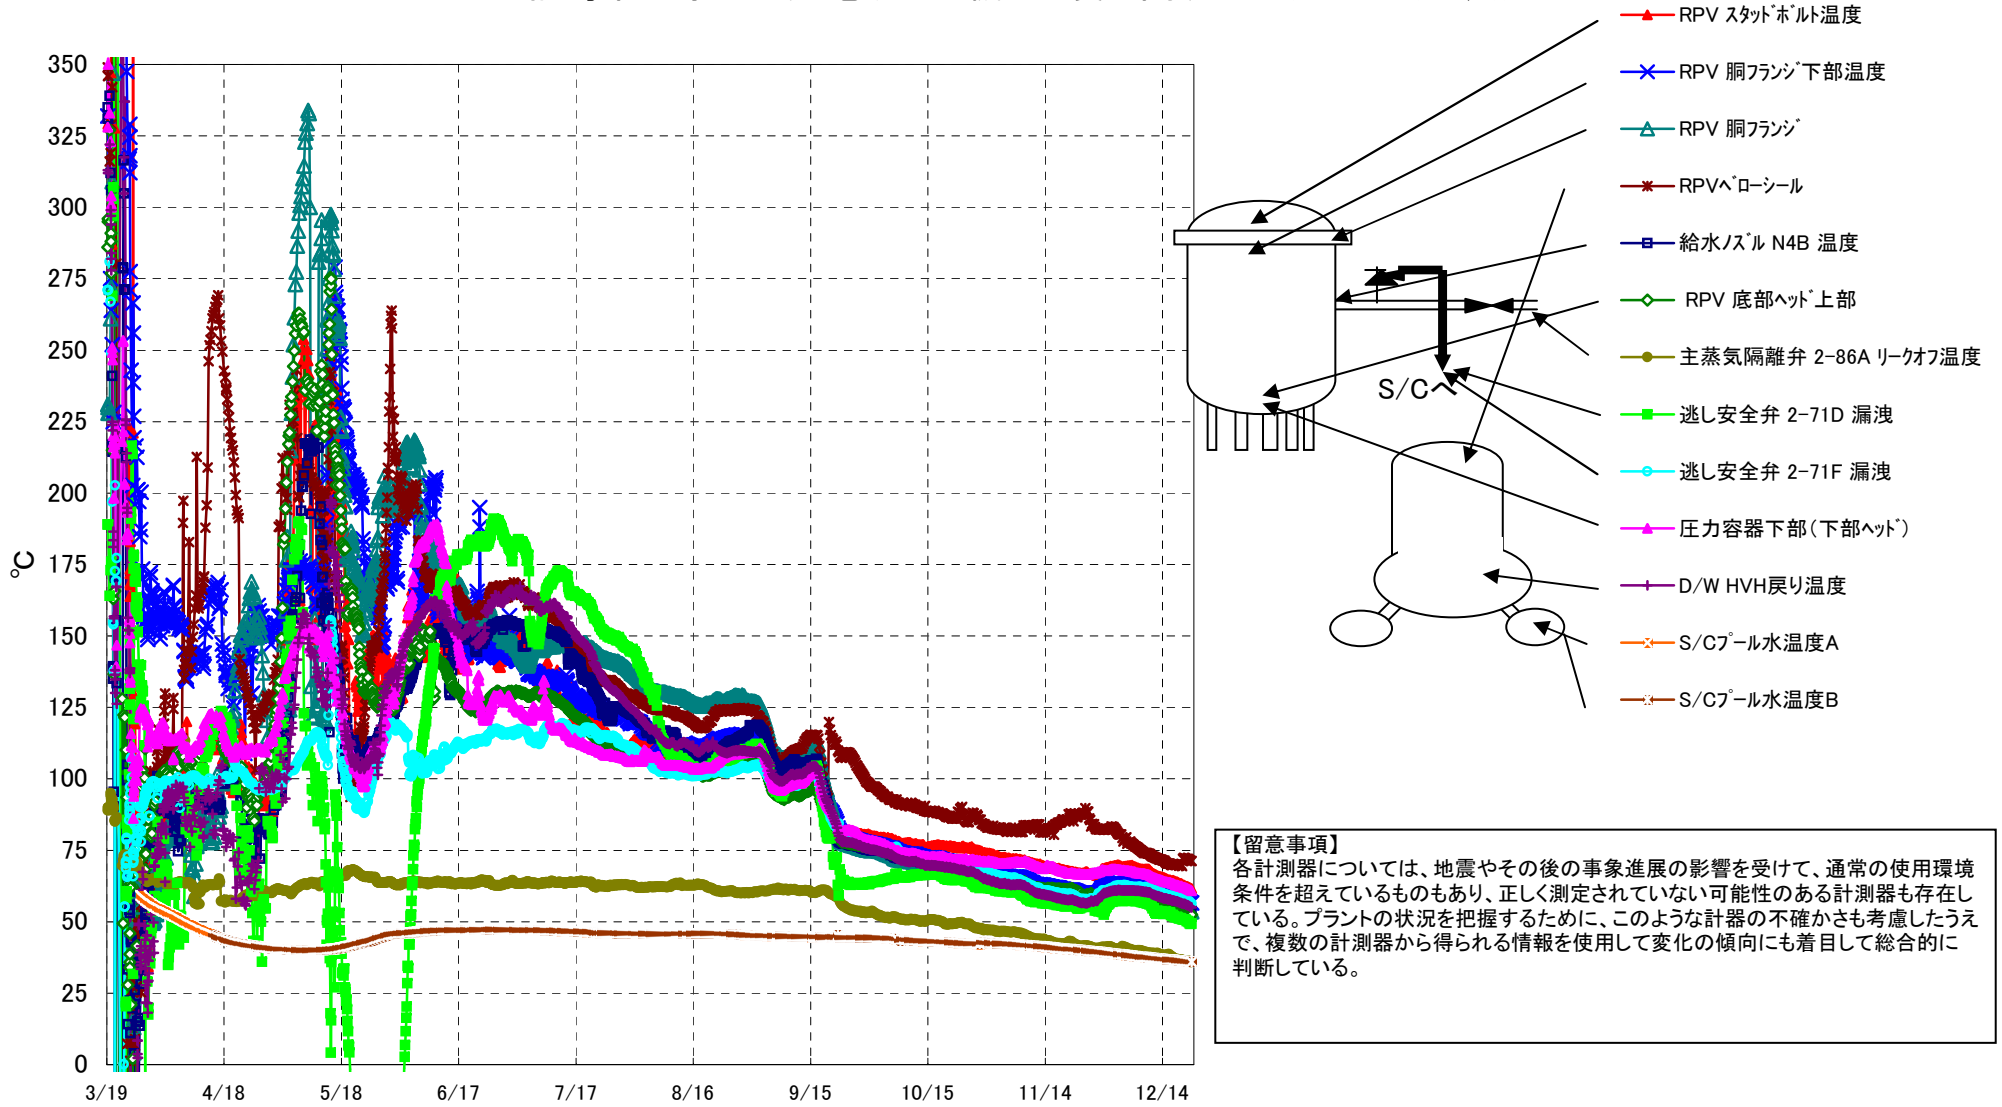 RPV スタッドボルト温度
RPV 胴フランジ下部温度
RPV 胴フランジ
RPVベローシール
給水ノズル N4B 温度
RPV 底部ヘッド上部
主蒸気隔離弁 2-86A リークオフ温度
逃し安全弁 2-71D 漏洩
逃し安全弁 2-71F 漏洩
圧力容器下部(下部ヘッド)
D/W HVH戻り温度
S/Cプール水温度A
S/Cプール水温度B
℃
350
325
300
275
250
225
200
175
150
125
100
75
50
25
0
3/19
4/18
5/18
6/17
7/17
8/16
9/15
10/15
11/14
12/14
S/Cへ
【留意事項】
各計測器については、地震やその後の事象進展の影響を受けて、通常の使用環境
条件を超えているものもあり、正しく測定されていない可能性のある計測器も存在し
ている。プラントの状況を把握するために、このような計器の不確かさも考慮したうえ
で、複数の計測器から得られる情報を使用して変化の傾向にも着目して総合的に
判断している。